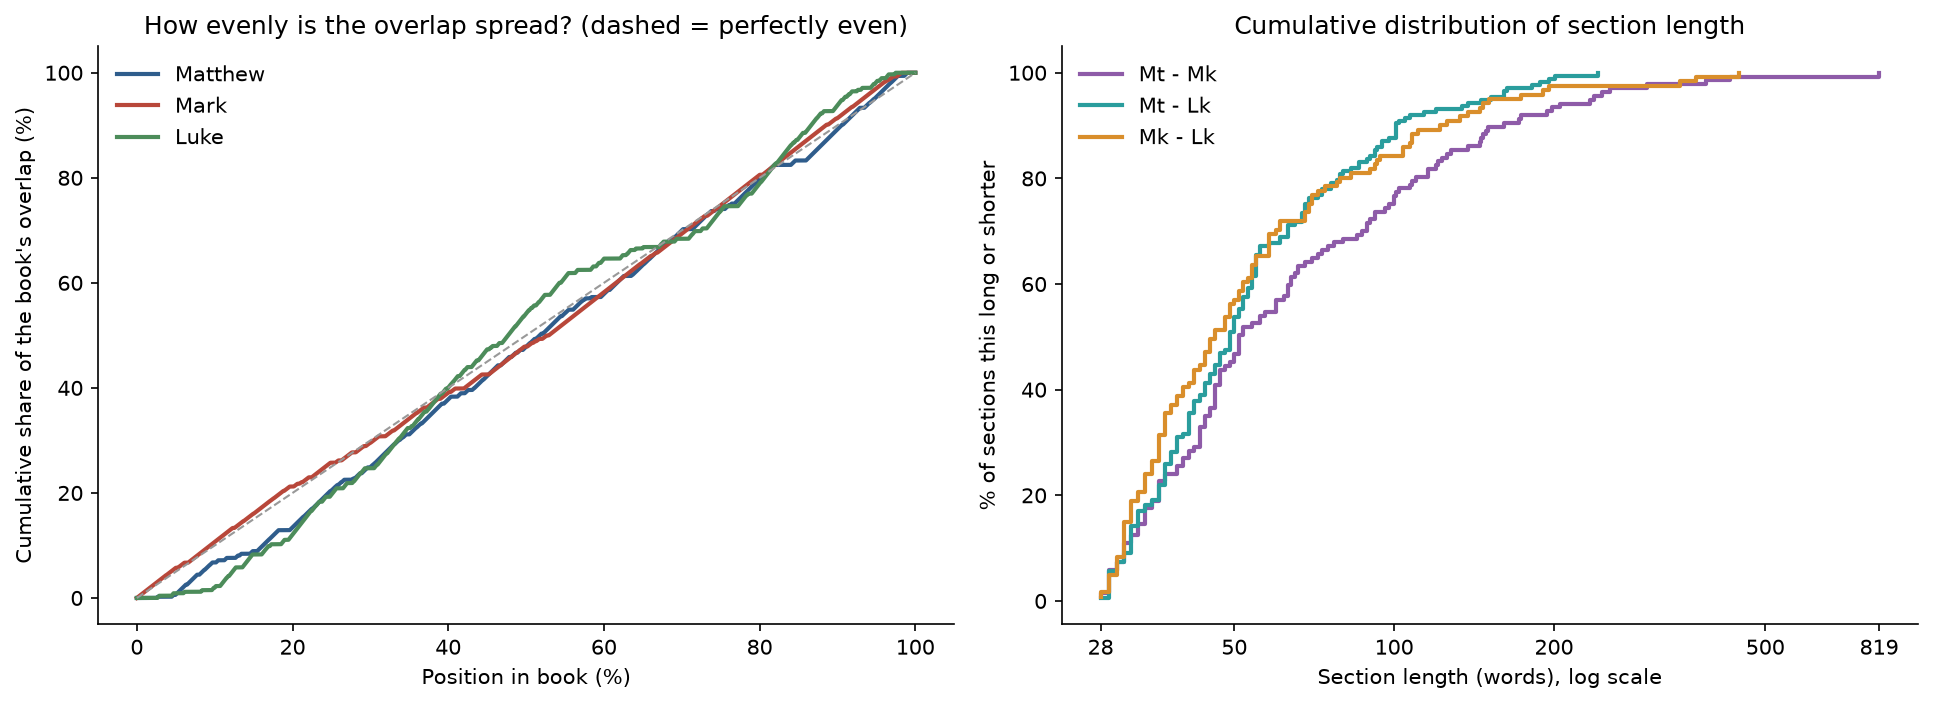 How evenly is the overlap spread? (dashed = perfectly even)
Cumulative share of the book's overlap (%)
100
80
60
40
20
0
Matthew
Mark
Luke
0 20 40 60 80 100
Position in book (%)
Cumulative distribution of section length
% of sections this long or shorter
100
80
60
40
20
0
Mt - Mk
Mt - Lk
Mk - Lk
28 50 100 200 500 819
Section length (words), log scale